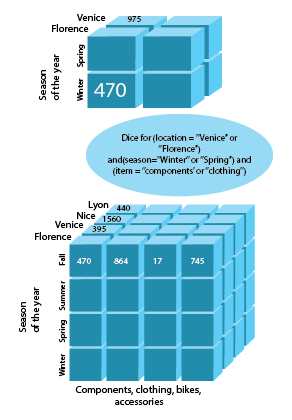 Venice
975
Florence
Season
of the year
Spring
Winter
470
Dice for (location = "Venice" or
"Florence")
and(season="Winter" or "Spring") and
(item = "components' or "clothing")
Lyon
440
Nice
1560
Venice
395
Florence
Season
of the year
Fall
470 864 17 745
Summer
Spring
Winter
Components, clothing, bikes,
accessories